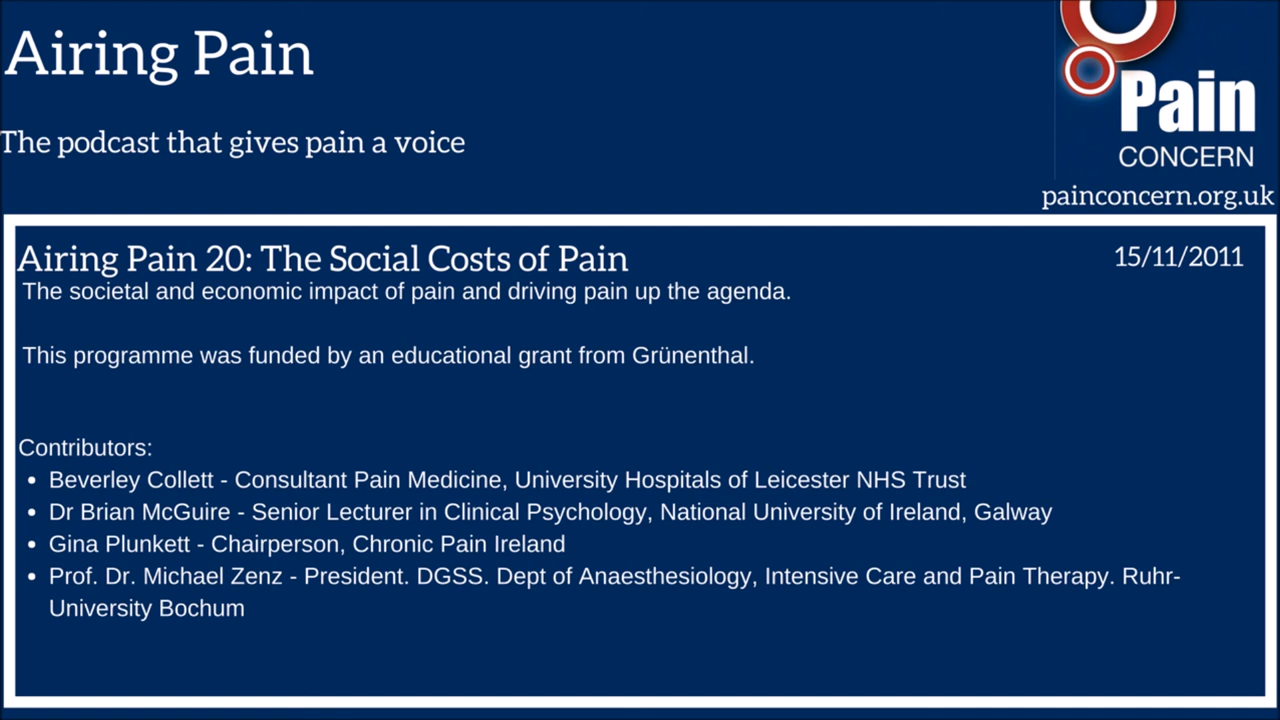 Airing Pain
The podcast that gives pain a voice
Pain
CONCERN
painconcern.org.uk
Airing Pain 20: The Social Costs of Pain
15/11/2011
The societal and economic impact of pain and driving pain up the agenda.
This programme was funded by an educational grant from Grünenthal.
Contributors:
• Beverley Collett - Consultant Pain Medicine, University Hospitals of Leicester NHS Trust
• Dr Brian McGuire - Senior Lecturer in Clinical Psychology, National University of Ireland, Galway
• Gina Plunkett - Chairperson, Chronic Pain Ireland
• Prof. Dr. Michael Zenz - President. DGSS. Dept of Anaesthesiology, Intensive Care and Pain Therapy. Ruhr-
University Bochum